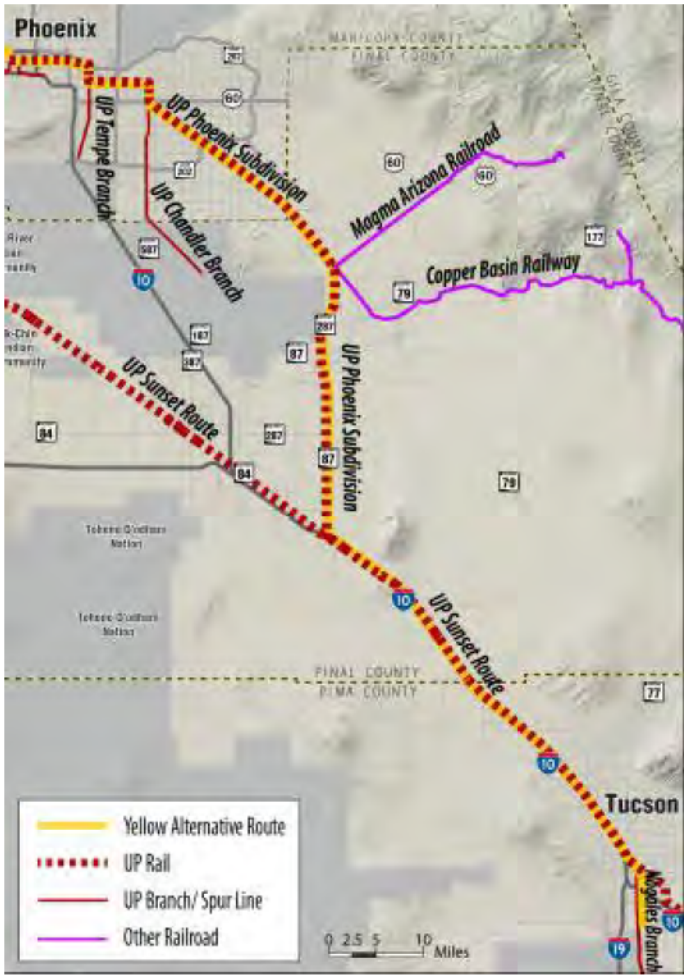 Phoenix
MARICOPA COUNTY
PINAL COUNTY
GILA COUNTY
PINAL COUNTY
60
UP Phoenix Subdivision
UP Tempe Branch
202
UP Chandler Branch
Magma Arizona Railroad
60
60
177
Copper Basin Railway
79
River
587
10
287
87
187
387
UP Sunset Route
UP Phoenix Subdivision
84
287
87
84
79
Tohono O'odham
Nation
Tohono O'odham
Nation
10
UP Sunset Route
PINAL COUNTY
PIMA COUNTY
77
10
Tucson
Nogales Branch
10
19
Yellow Alternative Route
UP Rail
UP Branch/ Spur Line
Other Railroad
0 2.5 5 10
Miles